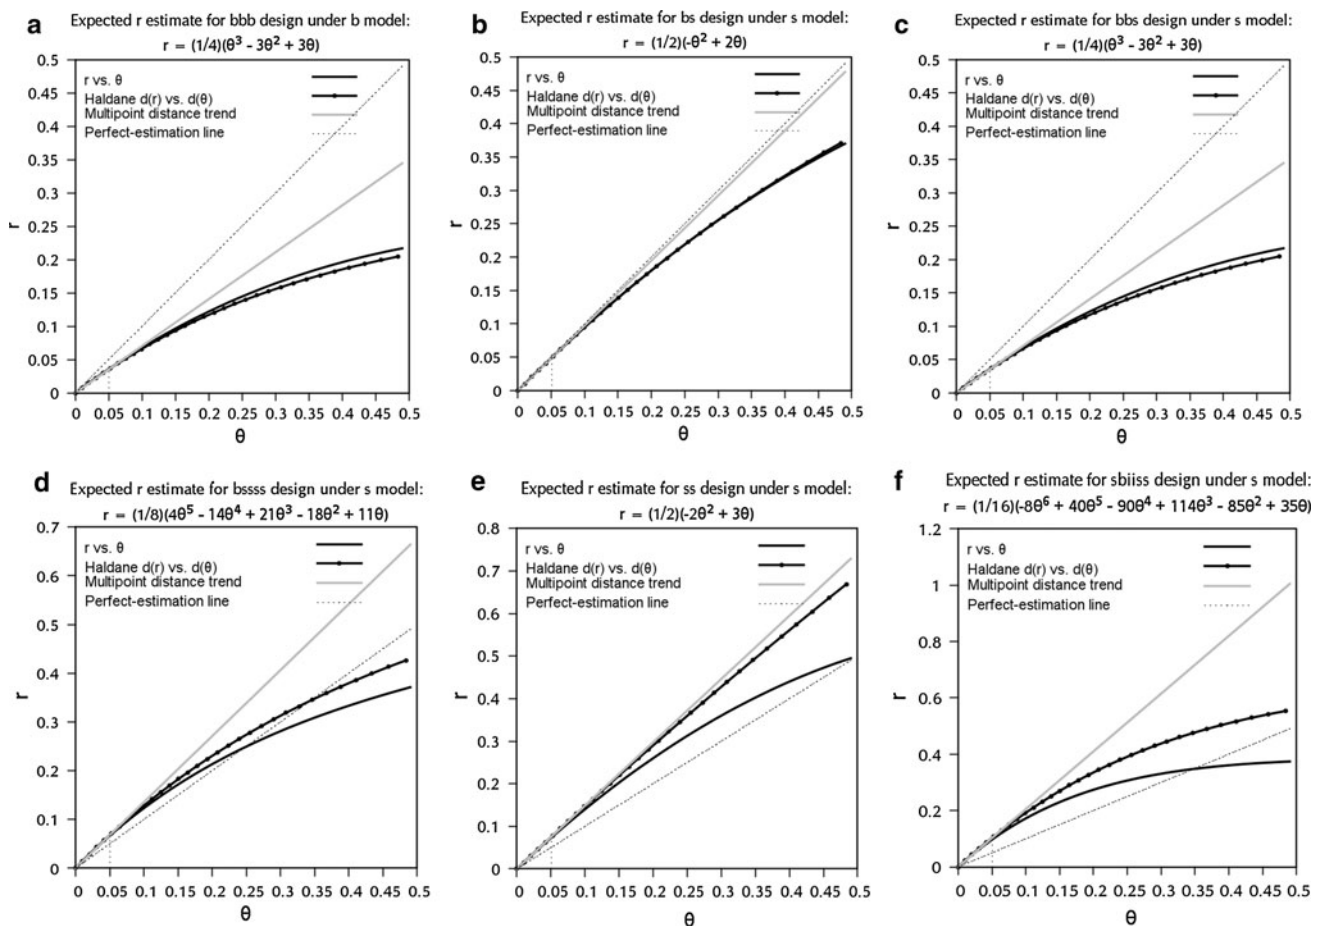 a Expected r estimate for bbb design under b model:
r = (1/4)(θ³ - 3θ² + 3θ)
0.5
0.45
0.4
0.35
0.3
0.25
0.2
0.15
0.1
0.05
0
r
r vs. θ
Haldane d(r) vs. d(θ)
Multipoint distance trend
Perfect-estimation line
0 0.05 0.1 0.15 0.2 0.25 0.3 0.35 0.4 0.45 0.5
θ
b Expected r estimate for bs design under s model:
r = (1/2)(-θ² + 2θ)
0.5
0.45
0.4
0.35
0.3
0.25
0.2
0.15
0.1
0.05
0
r
r vs. θ
Haldane d(r) vs. d(θ)
Multipoint distance trend
Perfect-estimation line
0 0.05 0.1 0.15 0.2 0.25 0.3 0.35 0.4 0.45 0.5
θ
c Expected r estimate for bbs design under s model:
r = (1/4)(θ³ - 3θ² + 3θ)
0.5
0.45
0.4
0.35
0.3
0.25
0.2
0.15
0.1
0.05
0
r
r vs. θ
Haldane d(r) vs. d(θ)
Multipoint distance trend
Perfect-estimation line
0 0.05 0.1 0.15 0.2 0.25 0.3 0.35 0.4 0.45 0.5
θ
d Expected r estimate for bssss design under s model:
r = (1/8)(4θ⁵ - 14θ⁴ + 21θ³ - 18θ² + 11θ)
0.7
0.6
0.5
0.4
0.3
0.2
0.1
0
r
r vs. θ
Haldane d(r) vs. d(θ)
Multipoint distance trend
Perfect-estimation line
0 0.05 0.1 0.15 0.2 0.25 0.3 0.35 0.4 0.45 0.5
θ
e Expected r estimate for ss design under s model:
r = (1/2)(-2θ² + 3θ)
0.8
0.7
0.6
0.5
0.4
0.3
0.2
0.1
0
r
r vs. θ
Haldane d(r) vs. d(θ)
Multipoint distance trend
Perfect-estimation line
0 0.05 0.1 0.15 0.2 0.25 0.3 0.35 0.4 0.45 0.5
θ
f Expected r estimate for sbiiss design under s model:
r = (1/16)(-8θ⁶ + 40θ⁵ - 90θ⁴ + 114θ³ - 85θ² + 35θ)
1.2
1
0.8
0.6
0.4
0.2
0
r
r vs. θ
Haldane d(r) vs. d(θ)
Multipoint distance trend
Perfect-estimation line
0 0.05 0.1 0.15 0.2 0.25 0.3 0.35 0.4 0.45 0.5
θ